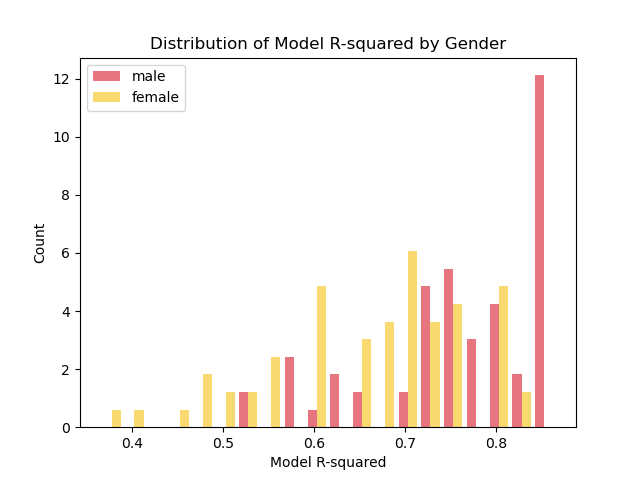 Distribution of Model R-squared by Gender
male
female
12
10
8
6
4
2
0
Count
0.4 0.5 0.6 0.7 0.8
Model R-squared